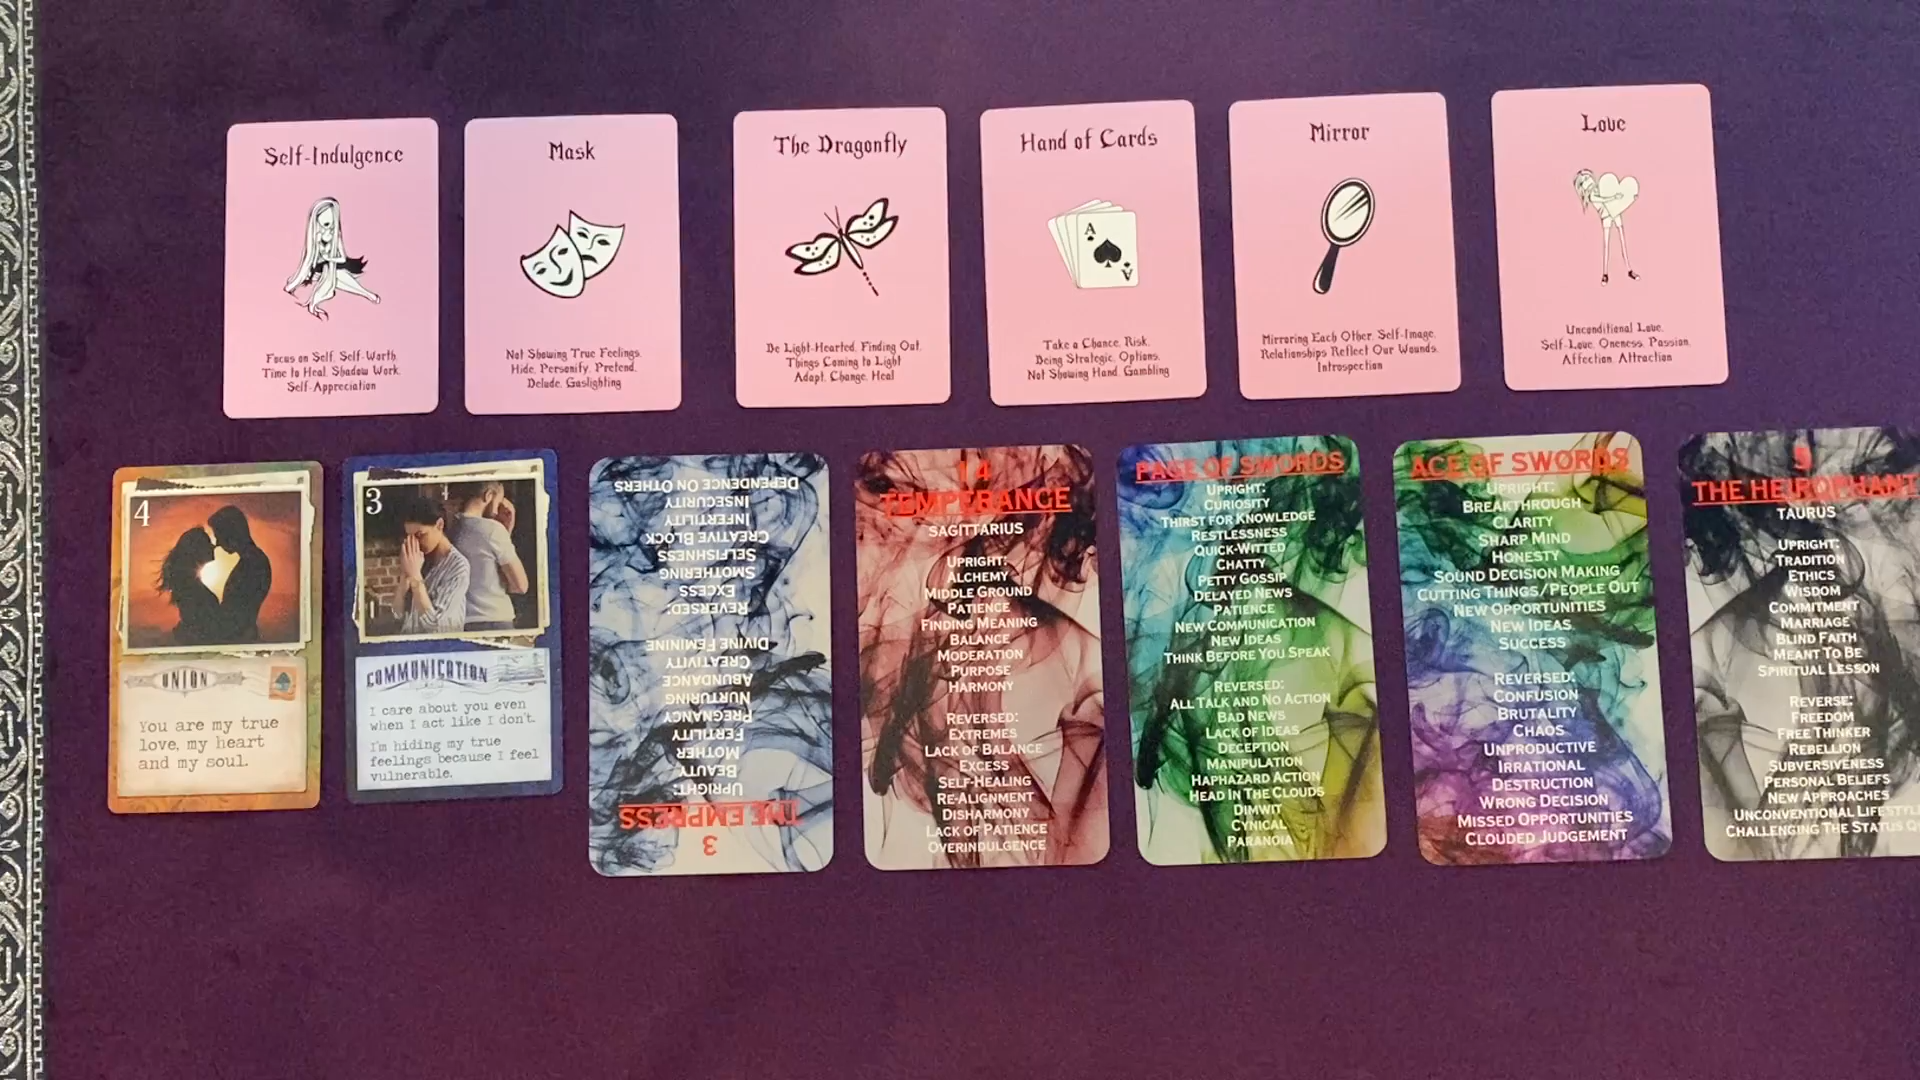 Self-Indulgence
Focus on Self, Self-Worth,
Time to Heal, Shadow Work,
Self-Appreciation
Mask
Not Showing True Feelings,
Hide, Personify, Pretend,
Delude, Gaslighting
The Dragonfly
Be Light-Hearted, Finding Out,
Things Coming to Light
Adapt, Change, Heal
Hand of Cards
A
A
Take a Chance, Risk,
Being Strategic, Options,
Not Showing Hand, Gambling
Mirror
Mirroring Each Other, Self-Image,
Relationships Reflect Our Wounds,
Introspection
Love
Unconditional Love,
Self-Love, Oneness, Passion,
Affection, Attraction
4
UNION
You are my true
love, my heart
and my soul.
3
COMMUNICATION
I care about you even
when I act like I don't.
I'm hiding my true
feelings because I feel
vulnerable.
3
THE EMPRESS
UPRIGHT:
BEAUTY
MOTHER
FERTILITY
PREGNANCY
NURTURING
ABUNDANCE
CREATIVITY
DIVINE FEMININE
REVERSED:
EXCESS
SMOTHERING
SELFISHNESS
CREATIVE BLOCK
INFERTILITY
INSECURITY
DEPENDENCE ON OTHERS
14
TEMPERANCE
SAGITTARIUS
UPRIGHT:
ALCHEMY
MIDDLE GROUND
PATIENCE
FINDING MEANING
BALANCE
MODERATION
PURPOSE
HARMONY
REVERSED:
EXTREMES
LACK OF BALANCE
EXCESS
SELF-HEALING
RE-ALIGNMENT
DISHARMONY
LACK OF PATIENCE
OVERINDULGENCE
PAGE OF SWORDS
UPRIGHT:
CURIOSITY
THIRST FOR KNOWLEDGE
RESTLESSNESS
QUICK-WITTED
CHATTY
PETTY GOSSIP
DELAYED NEWS
PATIENCE
NEW COMMUNICATION
NEW IDEAS
THINK BEFORE YOU SPEAK
REVERSED:
ALL TALK AND NO ACTION
BAD NEWS
LACK OF IDEAS
DECEPTION
MANIPULATION
HAPHAZARD ACTION
HEAD IN THE CLOUDS
DIMWIT
CYNICAL
PARANOIA
ACE OF SWORDS
UPRIGHT:
BREAKTHROUGH
CLARITY
SHARP MIND
HONESTY
SOUND DECISION MAKING
CUTTING THINGS/PEOPLE OUT
NEW OPPORTUNITIES
NEW IDEAS
SUCCESS
REVERSED:
CONFUSION
BRUTALITY
CHAOS
UNPRODUCTIVE
IRRATIONAL
DESTRUCTION
WRONG DECISION
MISSED OPPORTUNITIES
CLOUDED JUDGEMENT
THE HEIROPHANT
TAURUS
UPRIGHT:
TRADITION
ETHICS
WISDOM
COMMITMENT
MARRIAGE
BLIND FAITH
MEANT TO BE
SPIRITUAL LESSON
REVERSE:
FREEDOM
FREE THINKER
REBELLION
SUBVERSIVENESS
PERSONAL BELIEFS
NEW APPROACHES
UNCONVENTIONAL
CHALLENGING THE STATUS